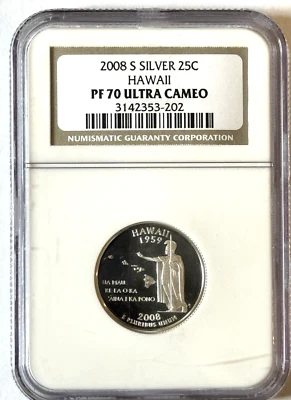 2008 S SILVER 25C
HAWAII
PF 70 ULTRA CAMEO
3142353-202
NUMISMATIC GUARANTY CORPORATION
HAWAII
1959
UA MAU
KE EA O KA
ʻĀINA I KA PONO
2008
E PLURIBUS UNUM